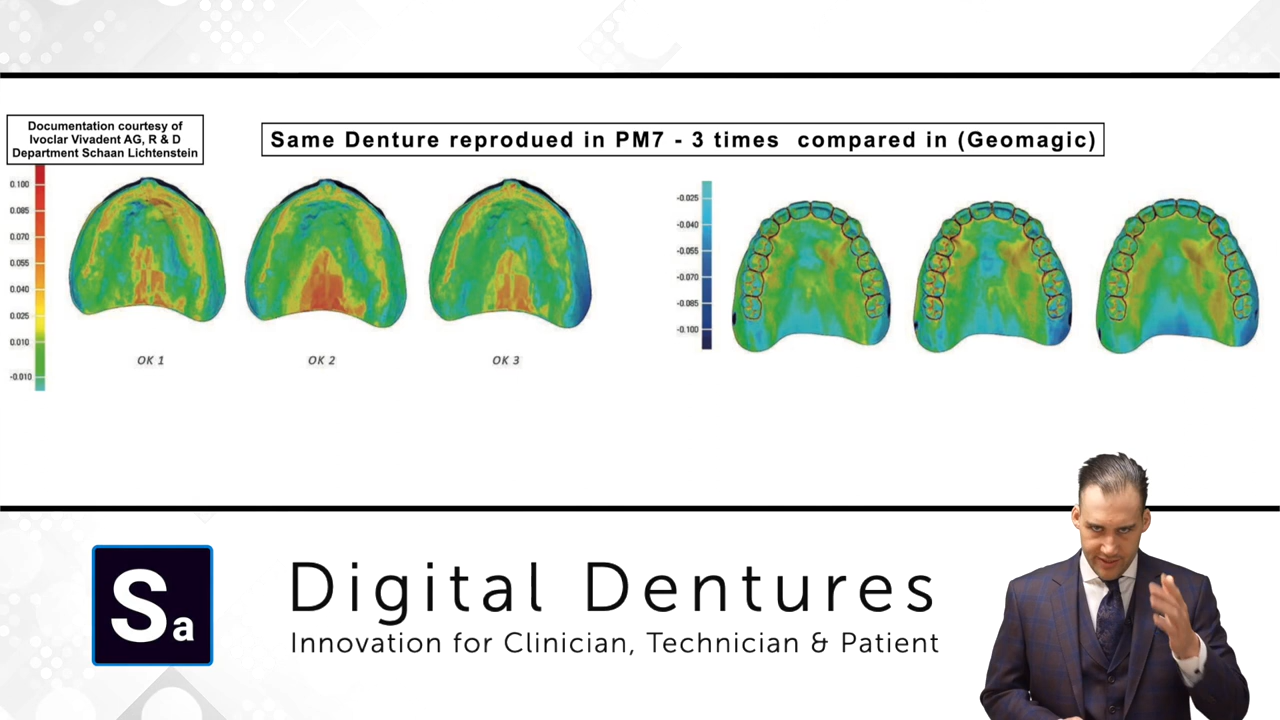 Documentation courtesy of
Ivoclar Vivadent AG, R & D
Department Schaan Lichtenstein
Same Denture reprodued in PM7 - 3 times compared in (Geomagic)
0.100
0.085
0.070
0.055
0.040
0.025
0.010
-0.010
OK 1
OK 2
OK 3
-0.025
-0.040
-0.055
-0.070
-0.085
-0.100
Sa
Digital Dentures
Innovation for Clinician, Technician & Patient